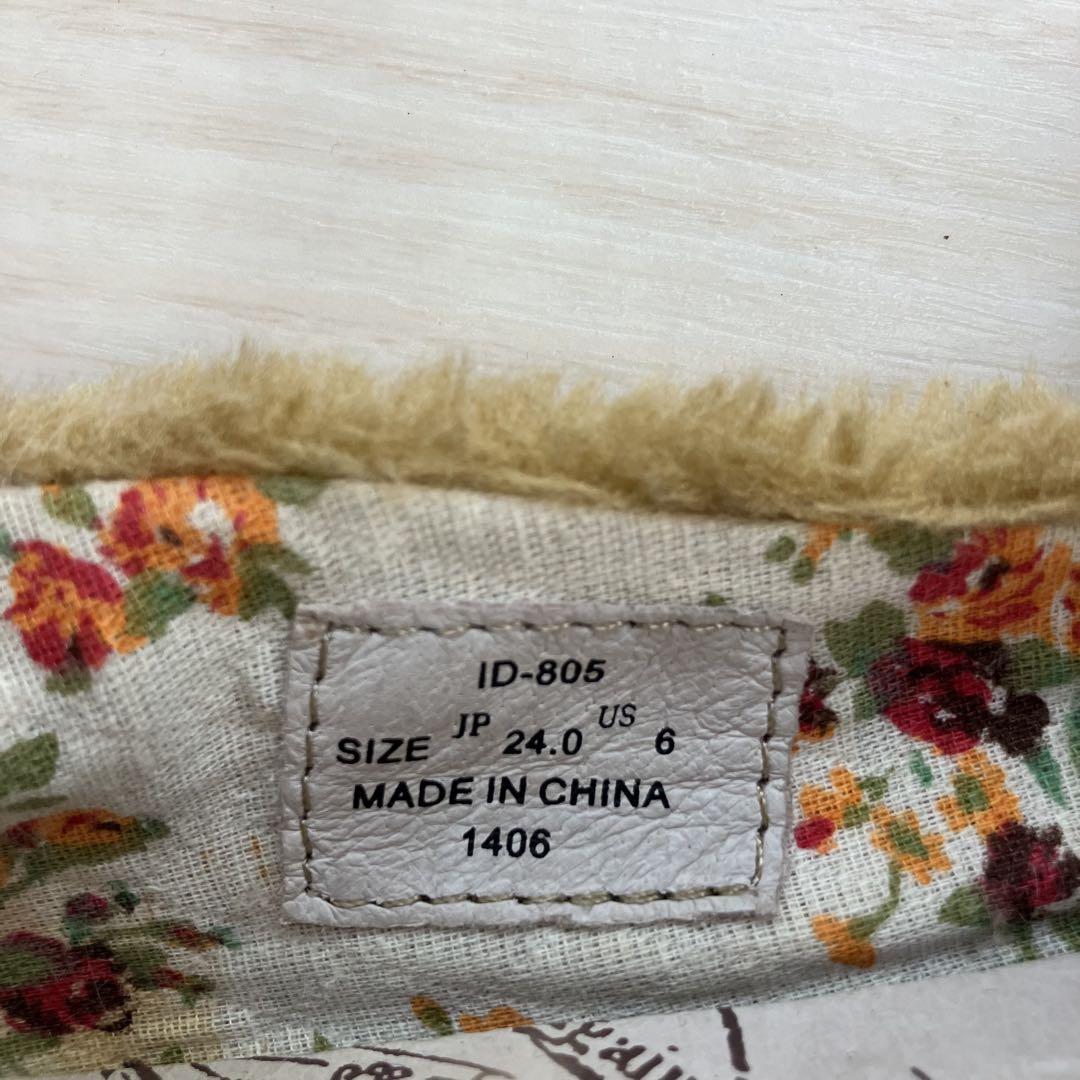 ID-805
SIZE JP 24.0 US 6
MADE IN CHINA
1406